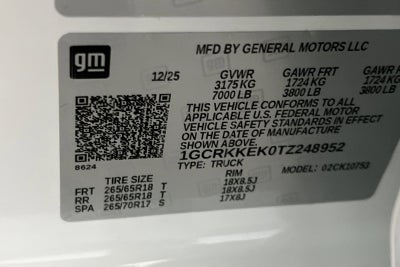 gm
MFD BY GENERAL MOTORS LLC
12/25 GVWR GAWR FRT GAWR RR
3175 KG 1724 KG 1724 KG
7000 LB 3800 LB 3800 LB
THIS VEHICLE CONFORMS TO ALL
APPLICABLE U.S. FEDERAL MOTOR
VEHICLE SAFETY STANDARDS IN EFFECT
ON THE DATE OF MANUFACTURE
SHOWN ABOVE.
1GCRKKEK0TZ248952
8624
TYPE: TRUCK MODEL: 02CK10753
TIRE SIZE RIM
FRT 265/65R18 T 18X8.5J
RR 265/65R18 T 18X8.5J
SPA 265/70R17 S 17X8J